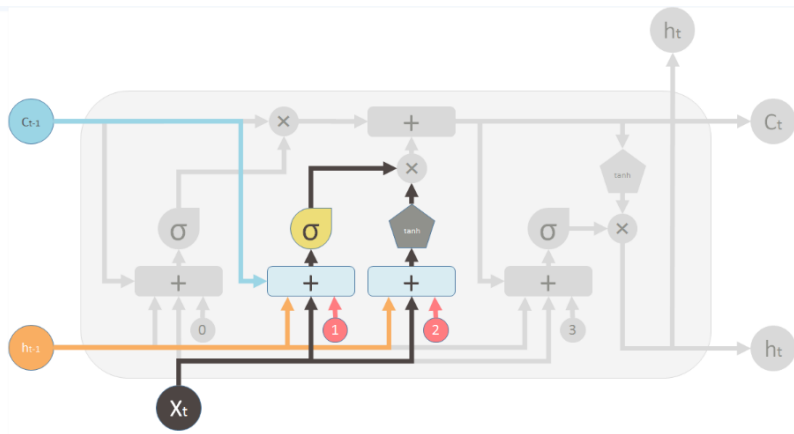 hₜ
Cₜ₋₁
×
+
Cₜ
×
tanh
σ
σ
tanh
σ
×
+
+
+
+
0
1
2
3
hₜ₋₁
hₜ
Xₜ